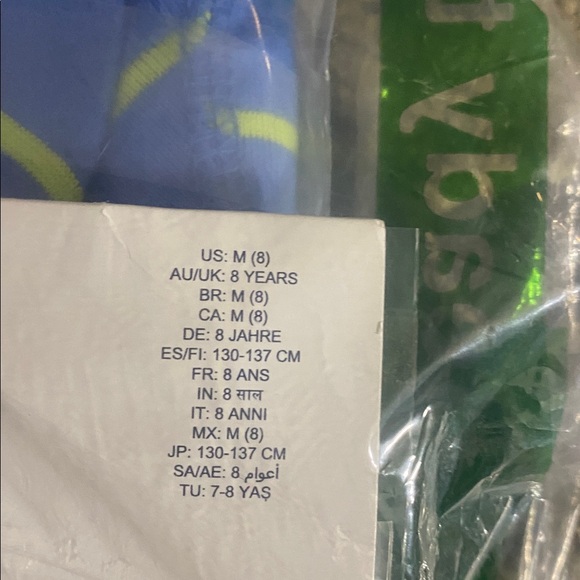 US: M (8)
AU/UK: 8 YEARS
BR: M (8)
CA: M (8)
DE: 8 JAHRE
ES/FI: 130-137 CM
FR: 8 ANS
IN: 8 साल
IT: 8 ANNI
MX: M (8)
JP: 130-137 CM
SA/AE: 8 أعوام
TU: 7-8 YAŞ